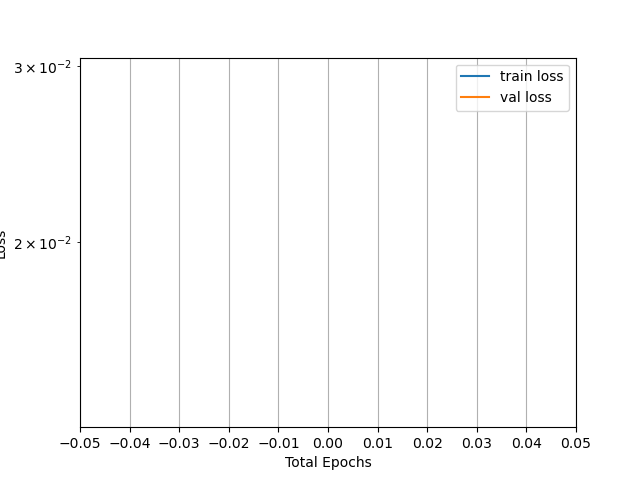 3 × 10⁻²
2 × 10⁻²
Loss
train loss
val loss
−0.05 −0.04 −0.03 −0.02 −0.01 0.00 0.01 0.02 0.03 0.04 0.05
Total Epochs